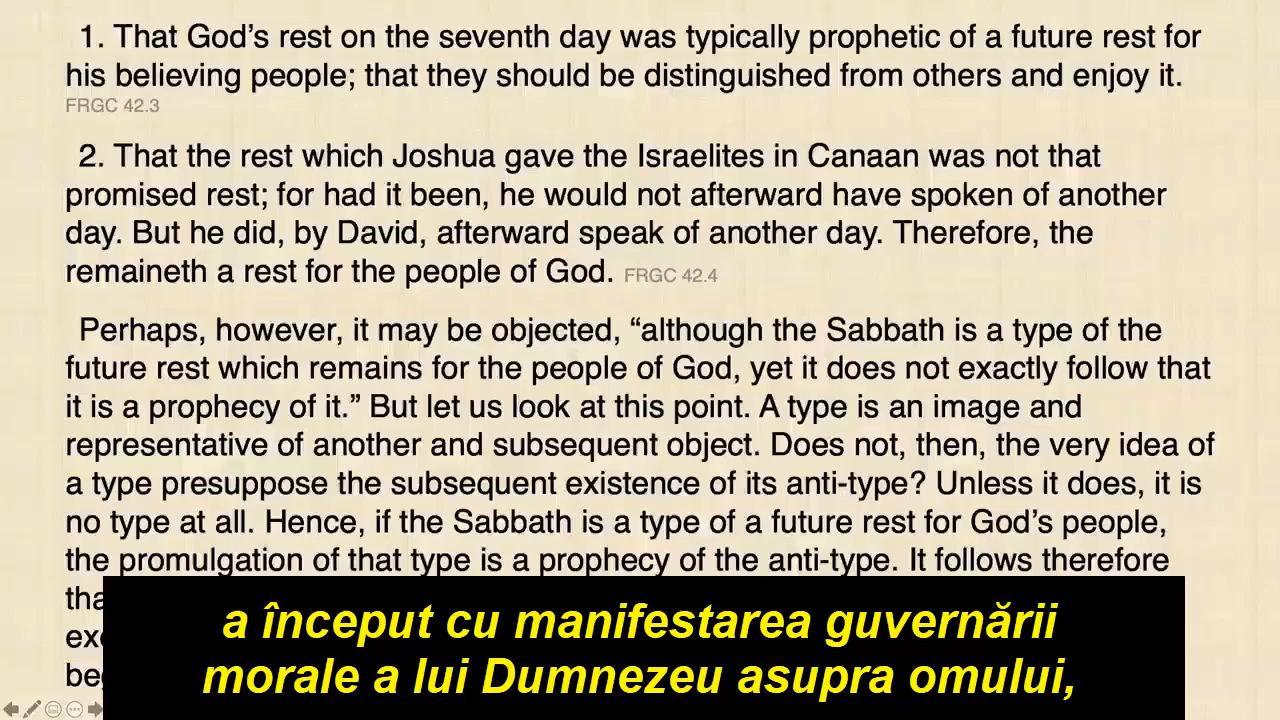 1. That God’s rest on the seventh day was typically prophetic of a future rest for
his believing people; that they should be distinguished from others and enjoy it.
FRGC 42.3
2. That the rest which Joshua gave the Israelites in Canaan was not that
promised rest; for had it been, he would not afterward have spoken of another
day. But he did, by David, afterward speak of another day. Therefore, the
remaineth a rest for the people of God. FRGC 42.4
Perhaps, however, it may be objected, “although the Sabbath is a type of the
future rest which remains for the people of God, yet it does not exactly follow that
it is a prophecy of it.” But let us look at this point. A type is an image and
representative of another and subsequent object. Does not, then, the very idea of
a type presuppose the subsequent existence of its anti-type? Unless it does, it is
no type at all. Hence, if the Sabbath is a type of a future rest for God’s people,
the promulgation of that type is a prophecy of the anti-type. It follows therefore
a început cu manifestarea guvernării
morale a lui Dumnezeu asupra omului,